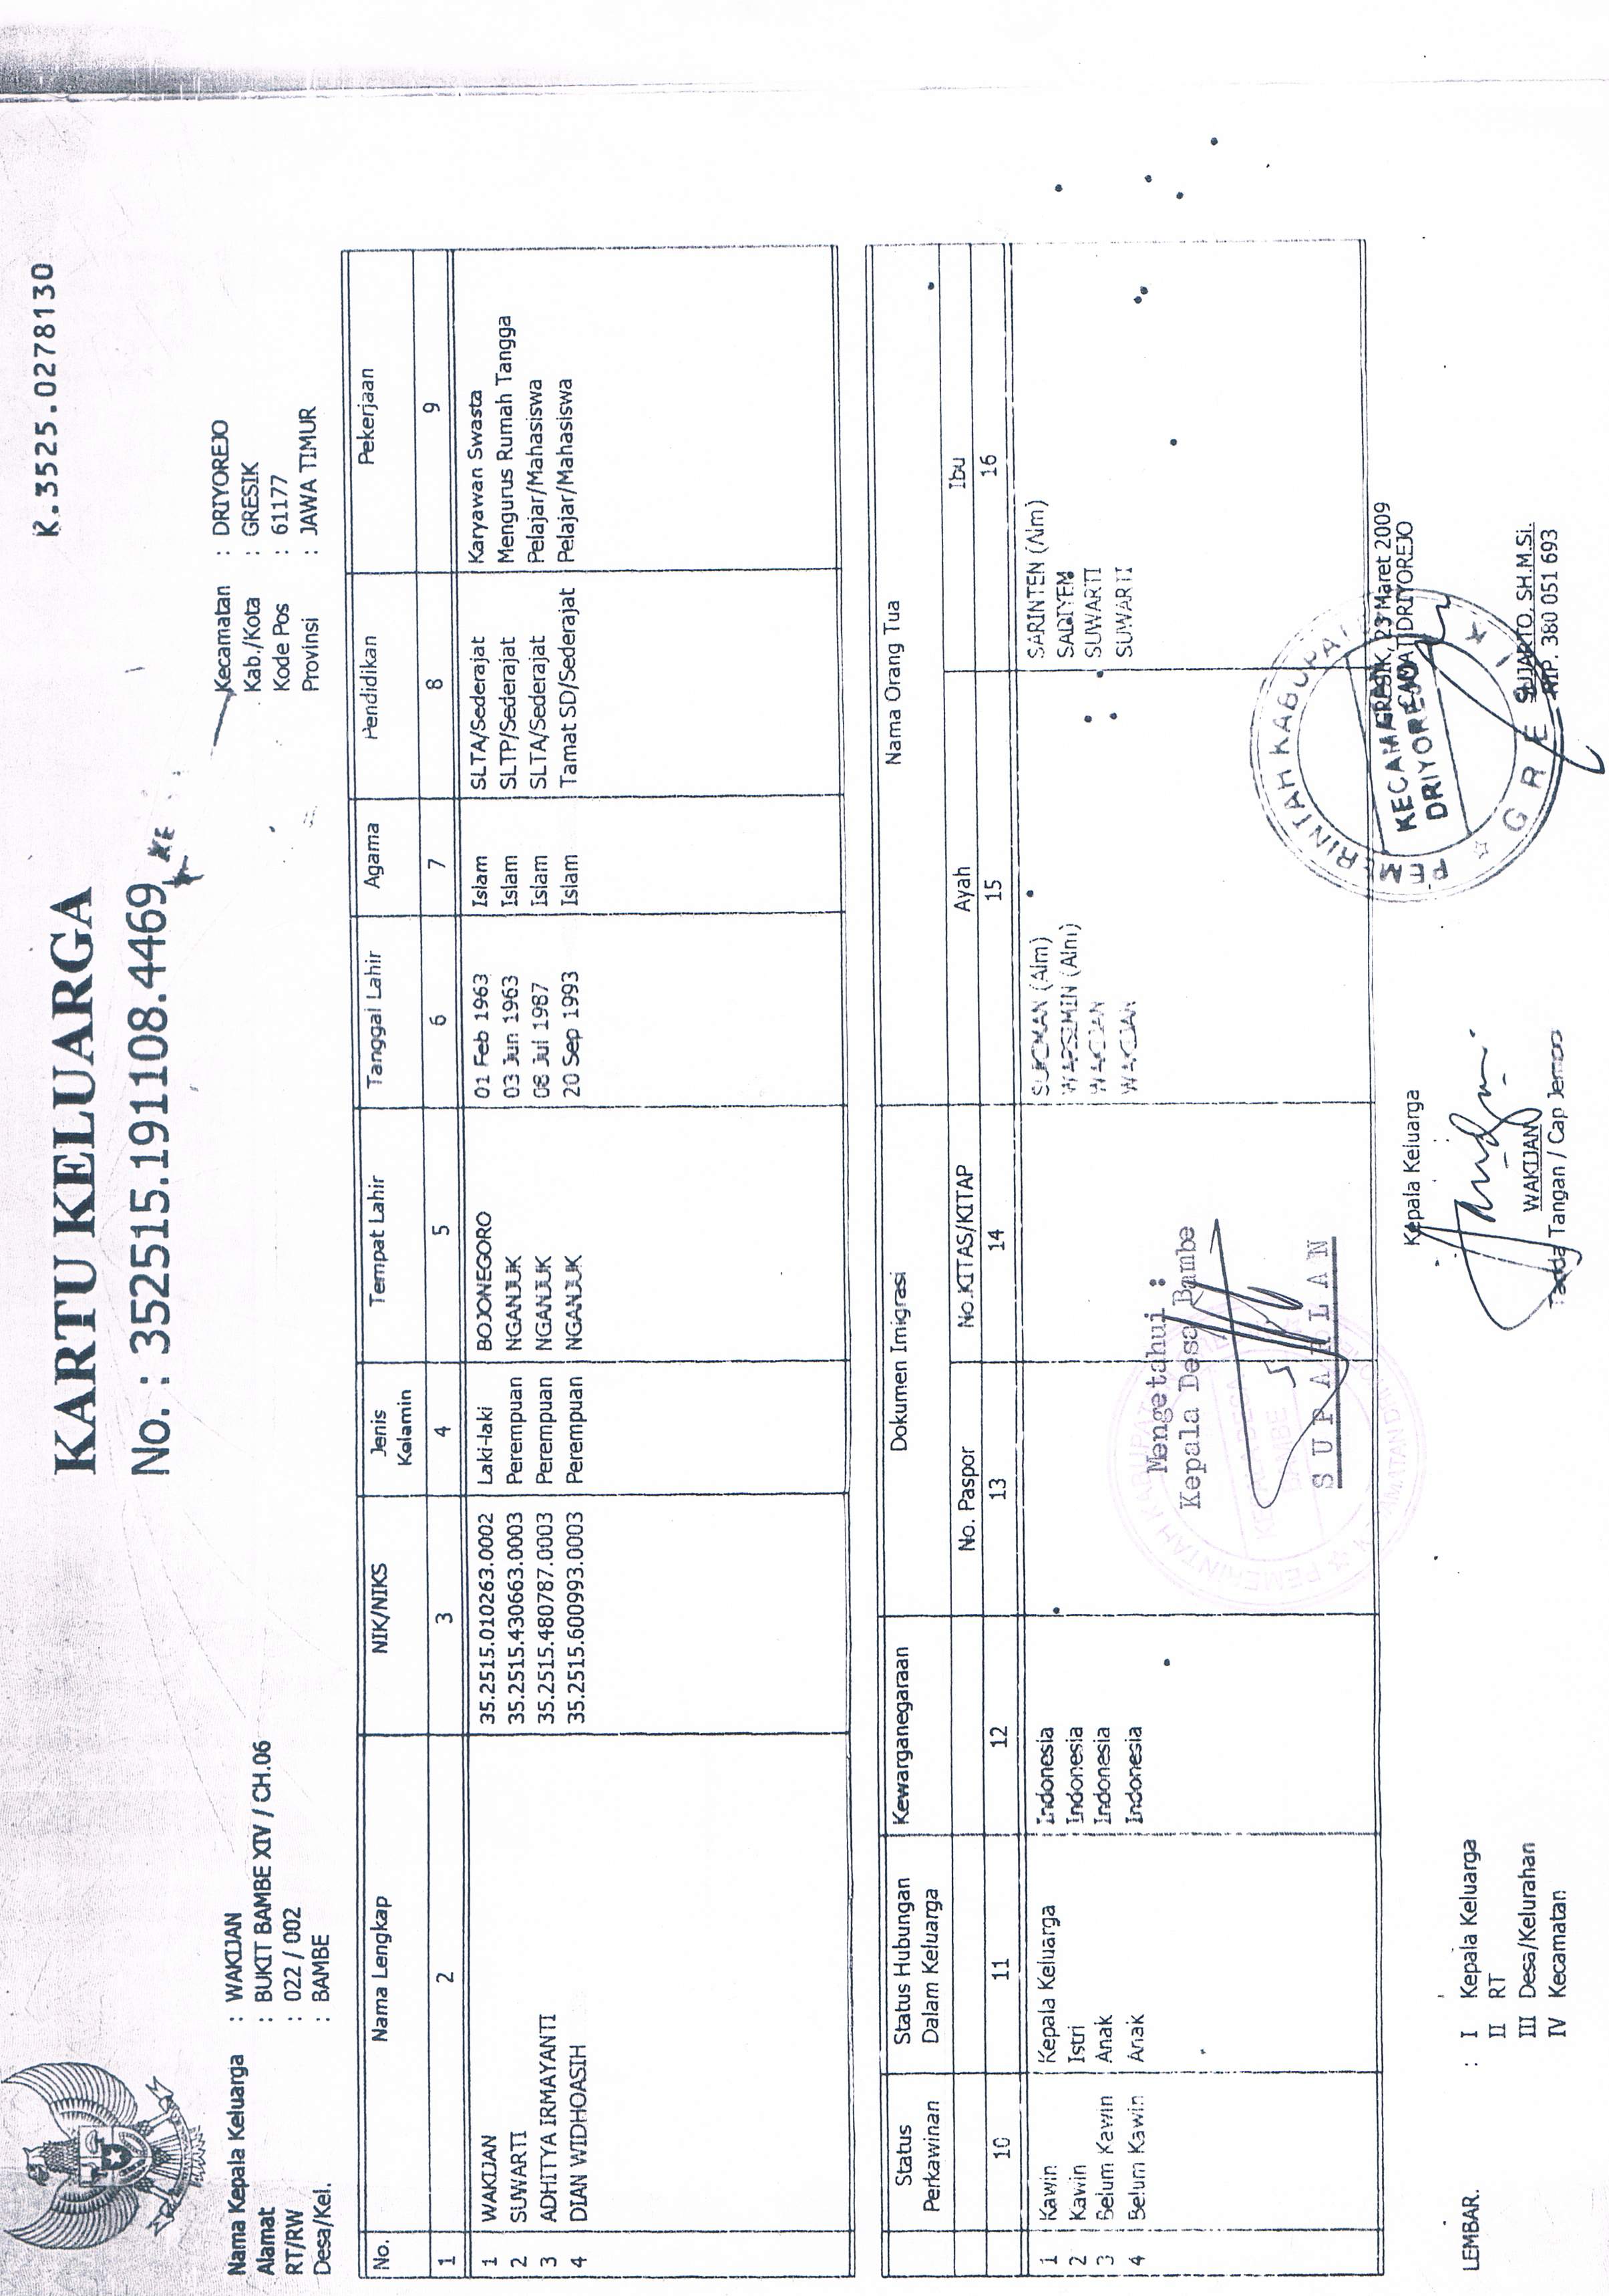 K.3525.0278130
KARTU KELUARGA
No. : 352515.191108.4469
KE
Nama Kepala Keluarga : WAKIJAN
Alamat : BUKIT BAMBE XIV / CH.06
RT/RW : 022 / 002
Desa/Kel. : BAMBE
Kecamatan : DRIYOREJO
Kab./Kota : GRESIK
Kode Pos : 61177
Provinsi : JAWA TIMUR
No. Nama Lengkap NIK/NIKS Jenis Kelamin Tempat Lahir Tanggal Lahir Agama Pendidikan Pekerjaan
1 2 3 4 5 6 7 8 9
1 WAKIJAN 35.2515.010263.0002 Laki-laki BOJONEGORO 01 Feb 1963 Islam SLTA/Sederajat Karyawan Swasta
2 SUWARTI 35.2515.430663.0003 Perempuan NGANJUK 03 Jun 1963 Islam SLTP/Sederajat Mengurus Rumah Tangga
3 ADHITYA IRMAYANTI 35.2515.480787.0003 Perempuan NGANJUK 08 Jul 1987 Islam SLTA/Sederajat Pelajar/Mahasiswa
4 DIAN WIDHOASIH 35.2515.600993.0003 Perempuan NGANJUK 20 Sep 1993 Islam Tamat SD/Sederajat Pelajar/Mahasiswa
Status Perkawinan Status Hubungan Dalam Keluarga Kewarganegaraan Dokumen Imigrasi Nama Orang Tua
No. Paspor No.KITAS/KITAP Ayah Ibu
10 11 12 13 14 15 16
1 Kawin Kepala Keluarga Indonesia (Alm) SARINTEN (Alm)
2 Kawin Istri Indonesia (Alm) SADIYEM
3 Belum Kawin Anak Indonesia WAKIJAN SUWARTI
4 Belum Kawin Anak Indonesia WAKIJAN SUWARTI
Mengetahui :
Kepala Desa Bambe
SUPARLAN
LEMBAR. : I Kepala Keluarga
II RT
III Desa/Kelurahan
IV Kecamatan
Kepala Keluarga
WAKIJAN
Tanda Tangan / Cap Jempol
GRESIK, 23 Maret 2009
CAMAT DRIYOREJO
SUJARTO, SH.M.Si.
NIP. 380 051 693
PEMERINTAH KABUPATEN
KECAMATAN
DRIYOREJO
GRESIK